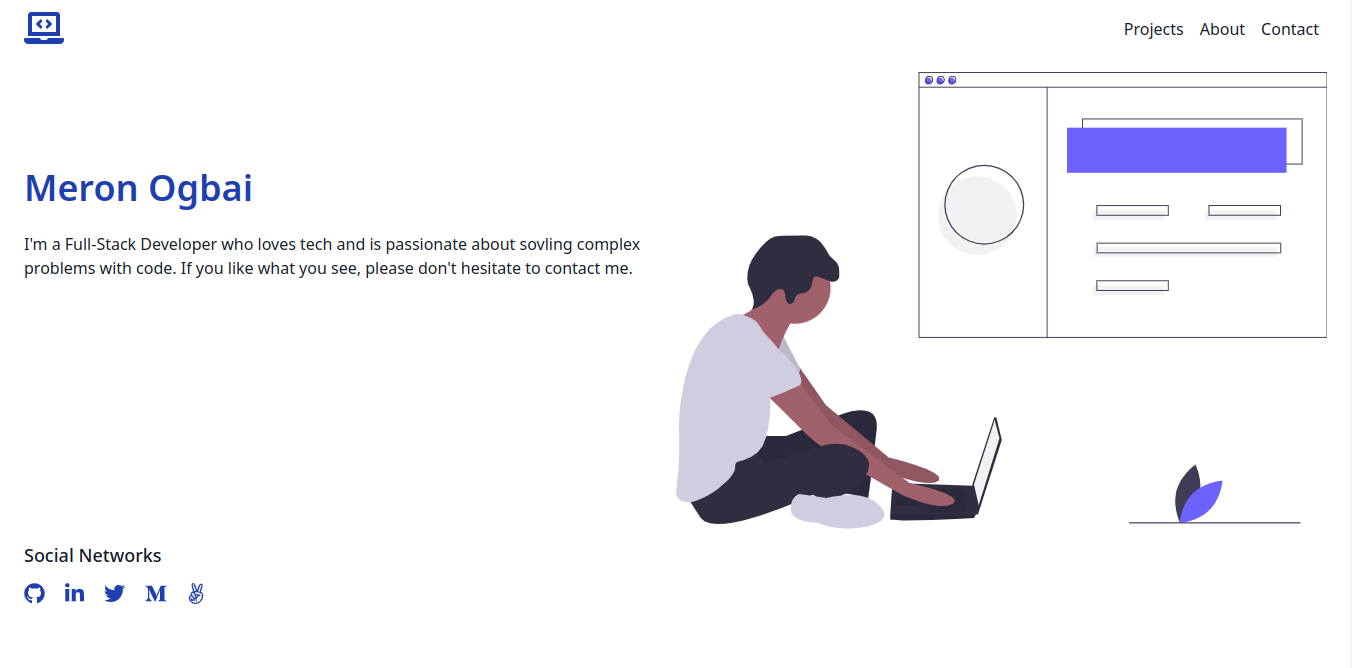 Projects About Contact
Meron Ogbai
I'm a Full-Stack Developer who loves tech and is passionate about sovling complex
problems with code. If you like what you see, please don't hesitate to contact me.
Social Networks